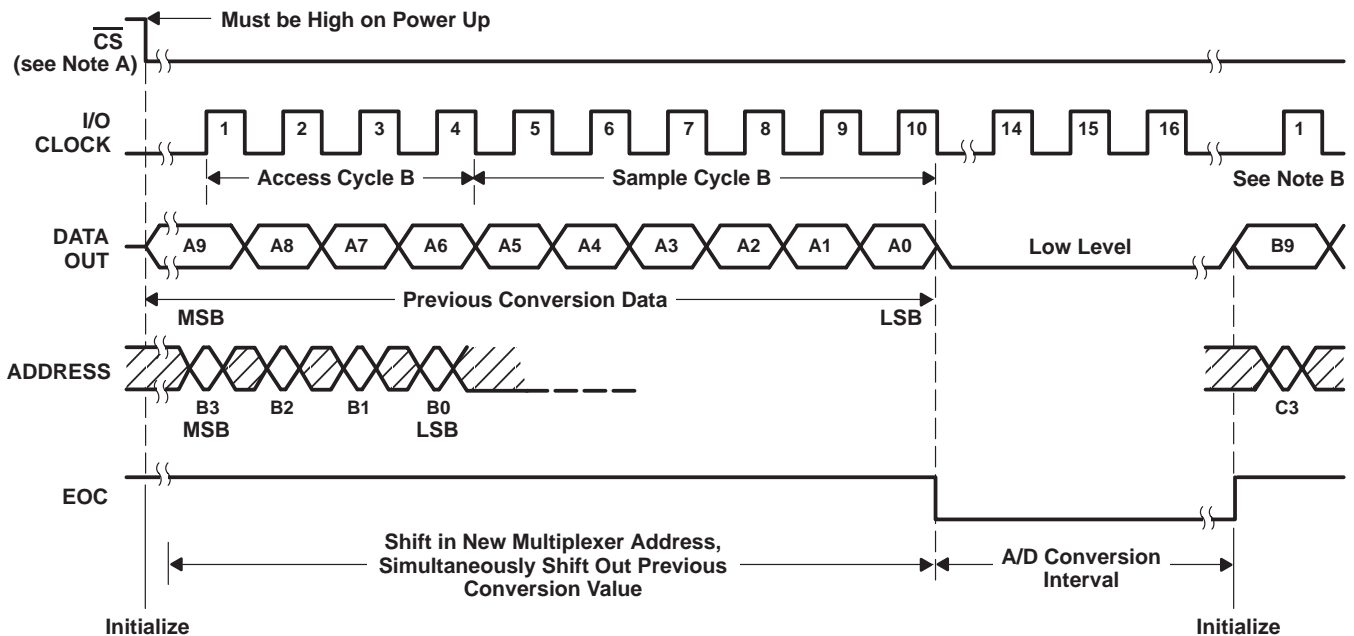 Must be High on Power Up
CS
(see Note A)
I/O
CLOCK
1 2 3 4 5 6 7 8 9 10 14 15 16 1
Access Cycle B Sample Cycle B See Note B
DATA
OUT
A9 A8 A7 A6 A5 A4 A3 A2 A1 A0 Low Level B9
Previous Conversion Data
MSB LSB
ADDRESS
B3 B2 B1 B0 C3
MSB LSB
EOC
Shift in New Multiplexer Address,
Simultaneously Shift Out Previous
Conversion Value
A/D Conversion
Interval
Initialize Initialize